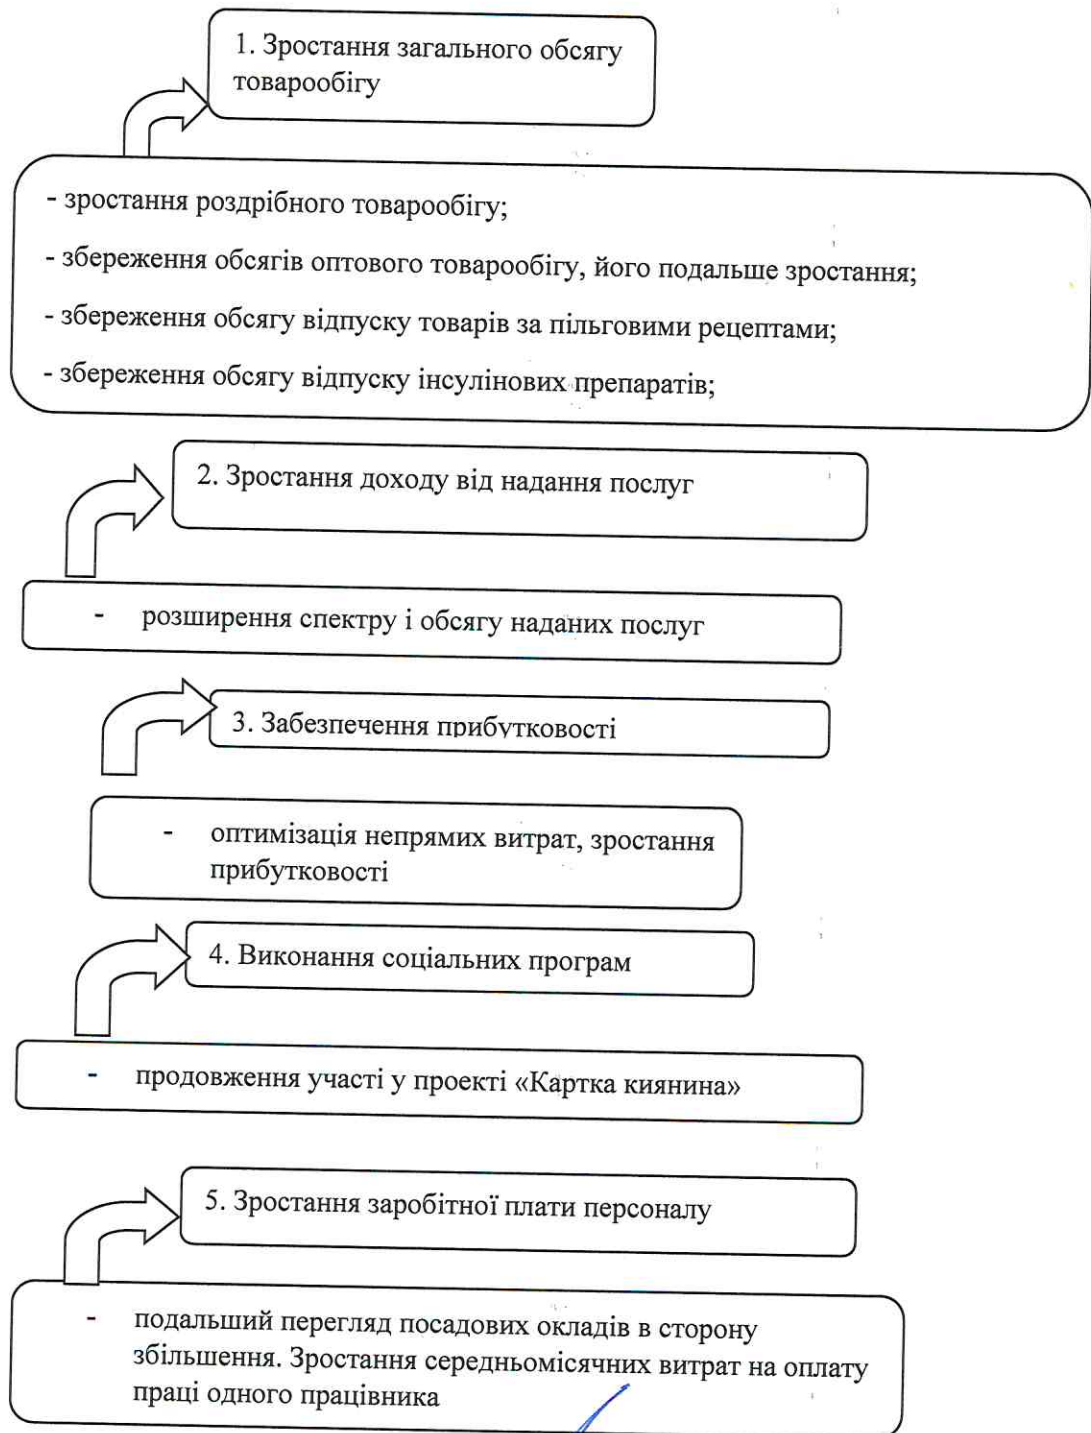 1. Зростання загального обсягу
товарообігу
- зростання роздрібного товарообігу;
- збереження обсягів оптового товарообігу, його подальше зростання;
- збереження обсягу відпуску товарів за пільговими рецептами;
- збереження обсягу відпуску інсулінових препаратів;
2. Зростання доходу від надання послуг
- розширення спектру і обсягу наданих послуг
3. Забезпечення прибутковості
- оптимізація непрямих витрат, зростання
прибутковості
4. Виконання соціальних програм
- продовження участі у проекті «Картка киянина»
5. Зростання заробітної плати персоналу
- подальший перегляд посадових окладів в сторону
збільшення. Зростання середньомісячних витрат на оплату
праці одного працівника